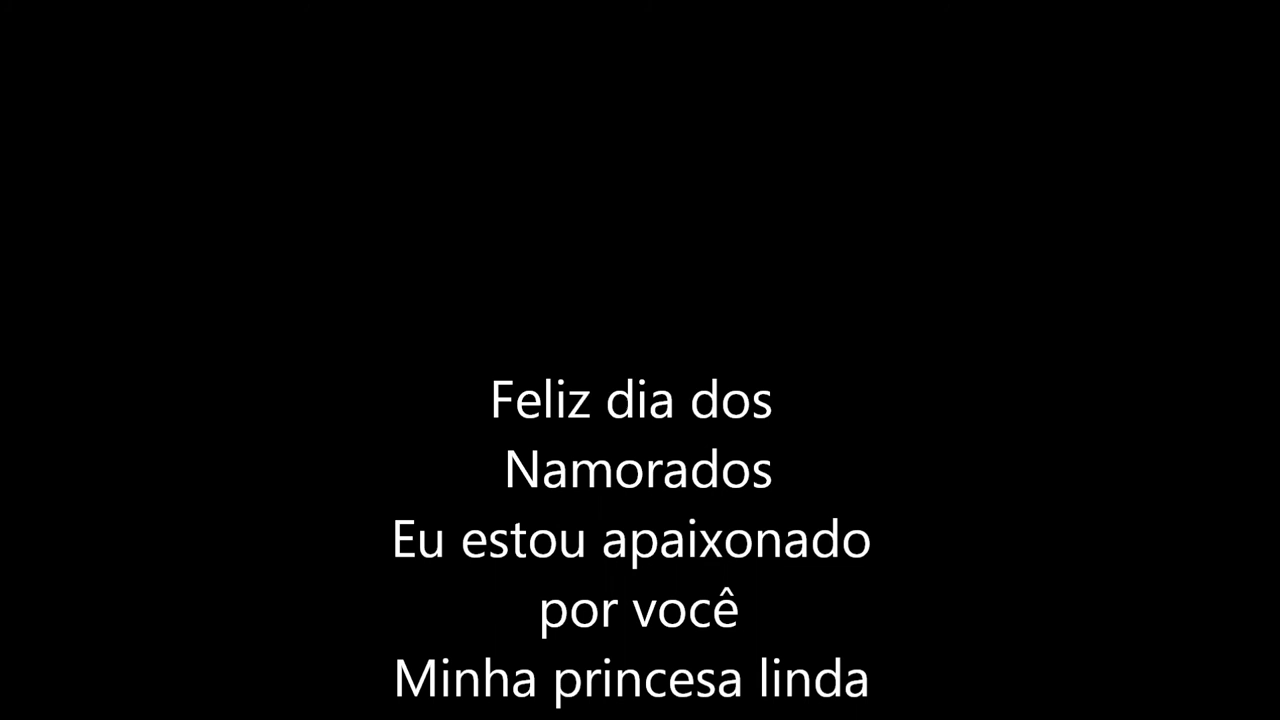 Feliz dia dos
Namorados
Eu estou apaixonado
por você
Minha princesa linda